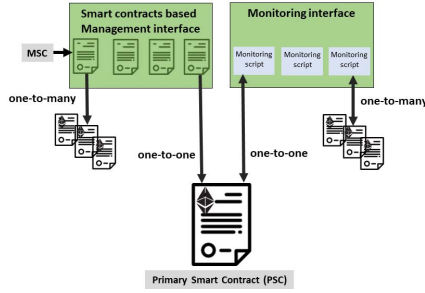 Smart contracts based
Management interface
Monitoring interface
MSC
Monitoring
script
Monitoring
script
Monitoring
script
one-to-many
one-to-many
one-to-one
one-to-one
Primary Smart Contract (PSC)